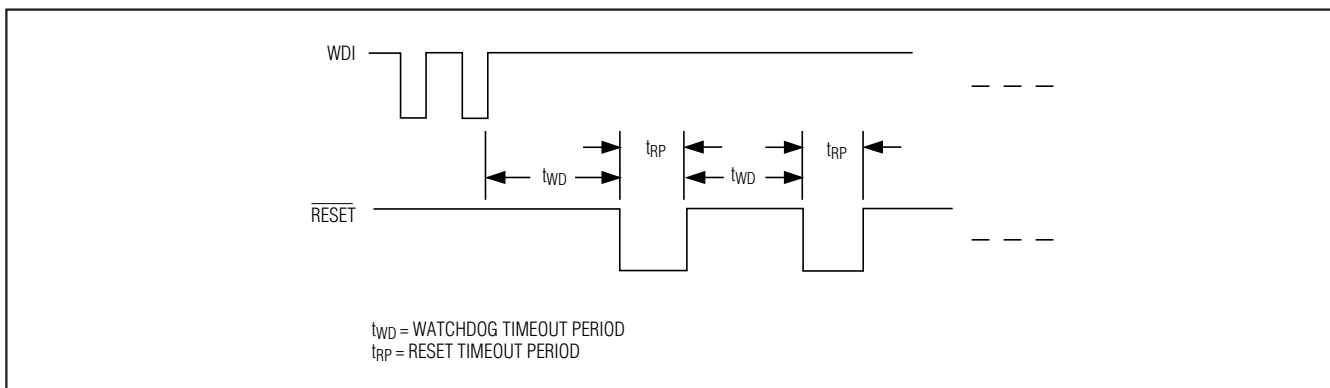 WDI
tRP
tRP
tWD
tWD
RESET
tWD = WATCHDOG TIMEOUT PERIOD
tRP = RESET TIMEOUT PERIOD